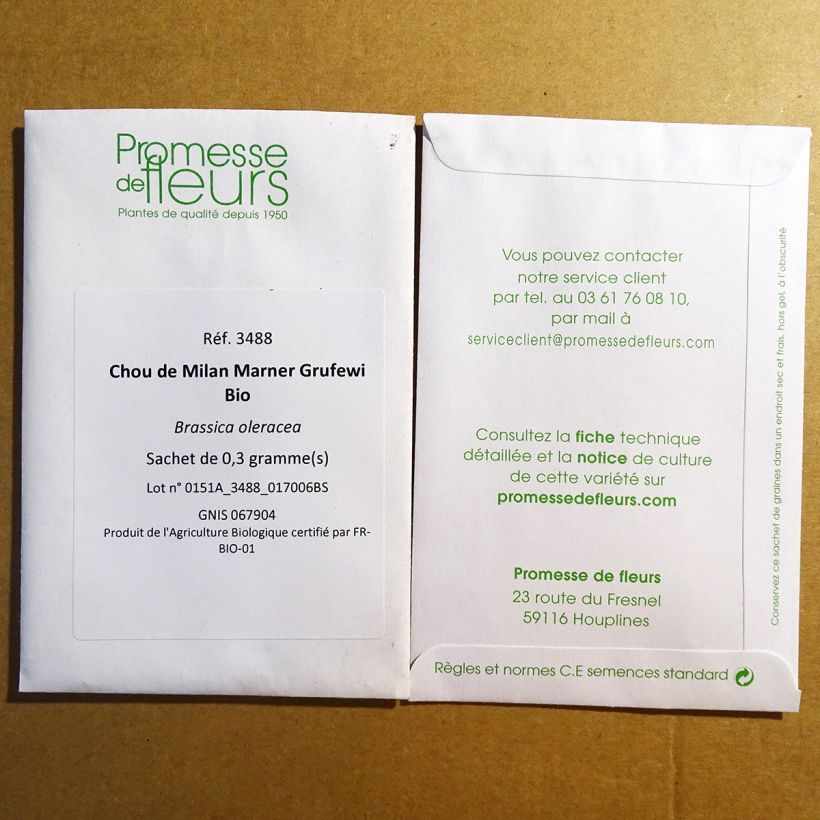 Promesse
de fleurs
Plantes de qualité depuis 1950
Réf. 3488
Chou de Milan Marner Grufewi
Bio
Brassica oleracea
Sachet de 0,3 gramme(s)
Lot n° 0151A_3488_017006BS
GNIS 067904
Produit de l'Agriculture Biologique certifié par FR-
BIO-01
Vous pouvez contacter
notre service client
par tel. au 03 61 76 08 10,
par mail à
serviceclient@promessedefleurs.com
Consultez la fiche technique
détaillée et la notice de culture
de cette variété sur
promessedefleurs.com
Promesse de fleurs
23 route du Fresnel
59116 Houplines
Règles et normes C.E semences standard
Conservez ce sachet de graines dans un endroit sec et frais, hors gel, à l'obscurité